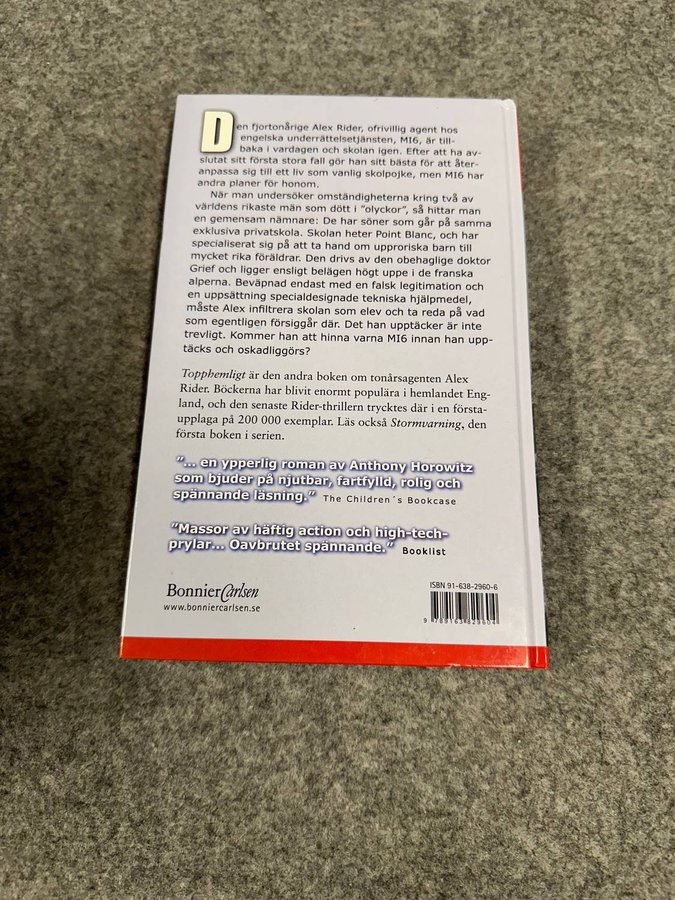 Den fjortonårige Alex Rider, ofrivillig agent hos
engelska underrättelsetjänsten, MI6, är till-
baka i vardagen och skolan igen. Efter att ha av-
slutat sitt första stora fall gör han sitt bästa för att åter-
anpassa sig till ett liv som vanlig skolpojke, men MI6 har
andra planer för honom.
När man undersöker omständigheterna kring två av
världens rikaste män som dött i ”olyckor”, så hittar man
en gemensam nämnare: De har söner som går på samma
exklusiva privatskola. Skolan heter Point Blanc, och har
specialiserat sig på att ta hand om upproriska barn till
mycket rika föräldrar. Den drivs av den obehaglige doktor
Grief och ligger ensligt belägen högt uppe i de franska
alperna. Beväpnad endast med en falsk legitimation och
en uppsättning specialdesignade tekniska hjälpmedel,
måste Alex infiltrera skolan som elev och ta reda på vad
som egentligen försiggår där. Det han upptäcker är inte
trevligt. Kommer han att hinna varna MI6 innan han upp-
täcks och oskadliggörs?
Topphemligt är den andra boken om tonårsagenten Alex
Rider. Böckerna har blivit enormt populära i hemlandet Eng-
land, och den senaste Rider-thrillern trycktes där i en första-
upplaga på 200 000 exemplar. Läs också Stormvarning, den
första boken i serien.
”... en ypperlig roman av Anthony Horowitz
som bjuder på njutbar, fartfylld, rolig och
spännande läsning.” The Children´s Bookcase
”Massor av häftig action och high-tech-
prylar... Oavbrutet spännande.” Booklist
BonnierCarlsen
www.bonniercarlsen.se
ISBN 91-638-2960-6
9 789163 829604